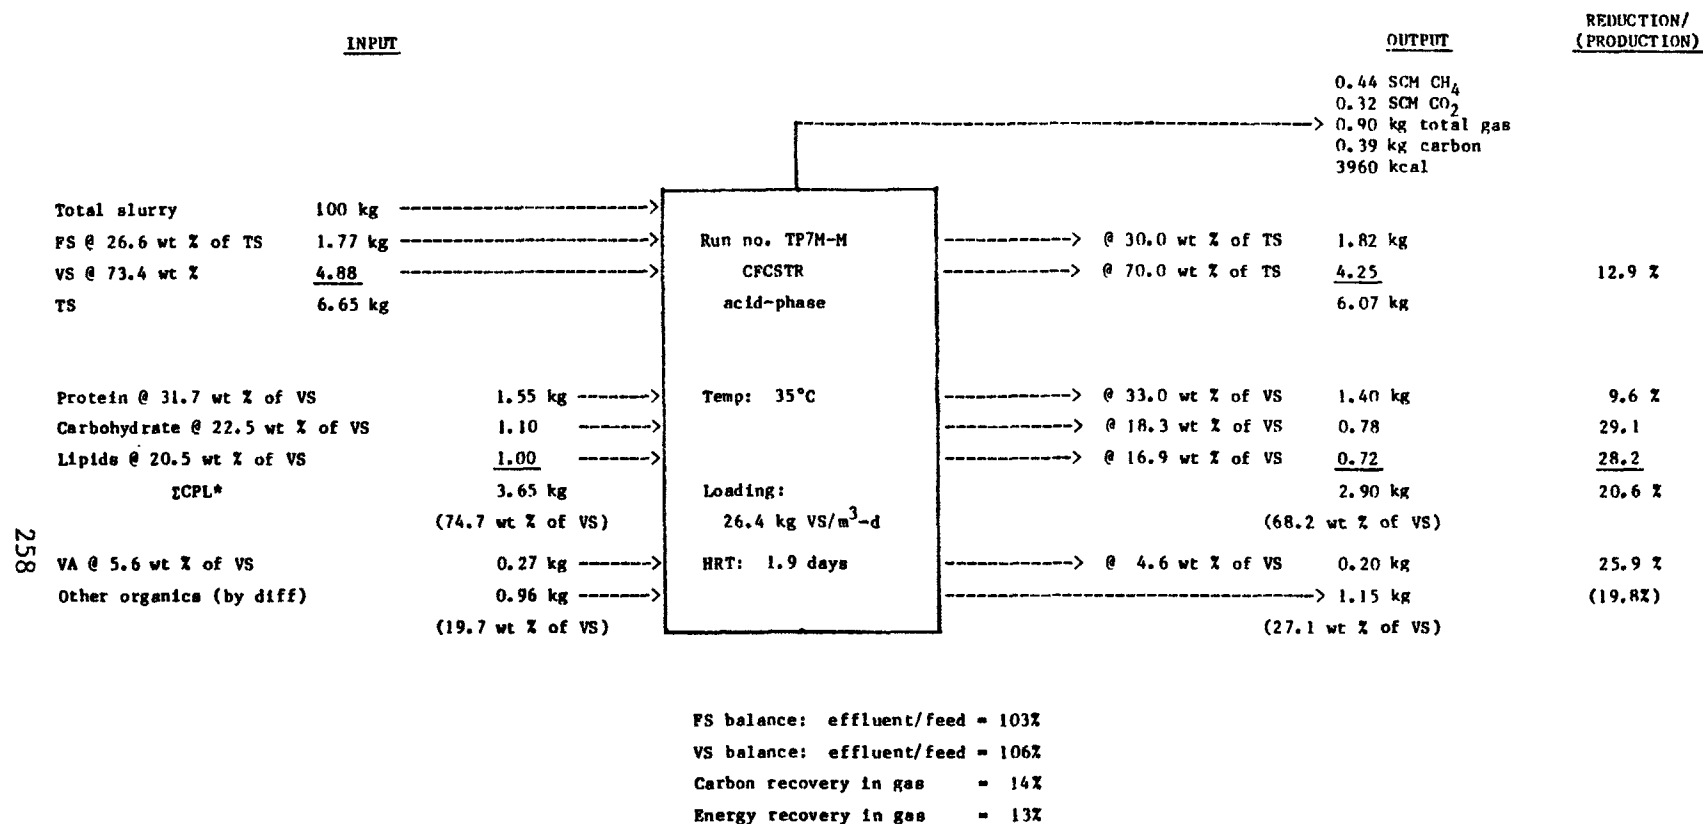 REDUCTION/
INPUT OUTPUT (PRODUCTION)
0.44 SCM CH4
0.32 SCM CO2
0.90 kg total gas
0.39 kg carbon
3960 kcal
Total slurry 100 kg
FS @ 26.6 wt % of TS 1.77 kg Run no. TP7M-M @ 30.0 wt % of TS 1.82 kg
VS @ 73.4 wt % 4.88 CFCSTR @ 70.0 wt % of TS 4.25 12.9 %
TS 6.65 kg acid-phase 6.07 kg
Protein @ 31.7 wt % of VS 1.55 kg Temp: 35°C @ 33.0 wt % of VS 1.40 kg 9.6 %
Carbohydrate @ 22.5 wt % of VS 1.10 @ 18.3 wt % of VS 0.78 29.1
Lipids @ 20.5 wt % of VS 1.00 @ 16.9 wt % of VS 0.72 28.2
ΣCPL* 3.65 kg Loading: 2.90 kg 20.6 %
(74.7 wt % of VS) 26.4 kg VS/m3-d (68.2 wt % of VS)
VA @ 5.6 wt % of VS 0.27 kg HRT: 1.9 days @ 4.6 wt % of VS 0.20 kg 25.9 %
Other organics (by diff) 0.96 kg 1.15 kg (19.8%)
(19.7 wt % of VS) (27.1 wt % of VS)
258
FS balance: effluent/feed = 103%
VS balance: effluent/feed = 106%
Carbon recovery in gas = 14%
Energy recovery in gas = 13%